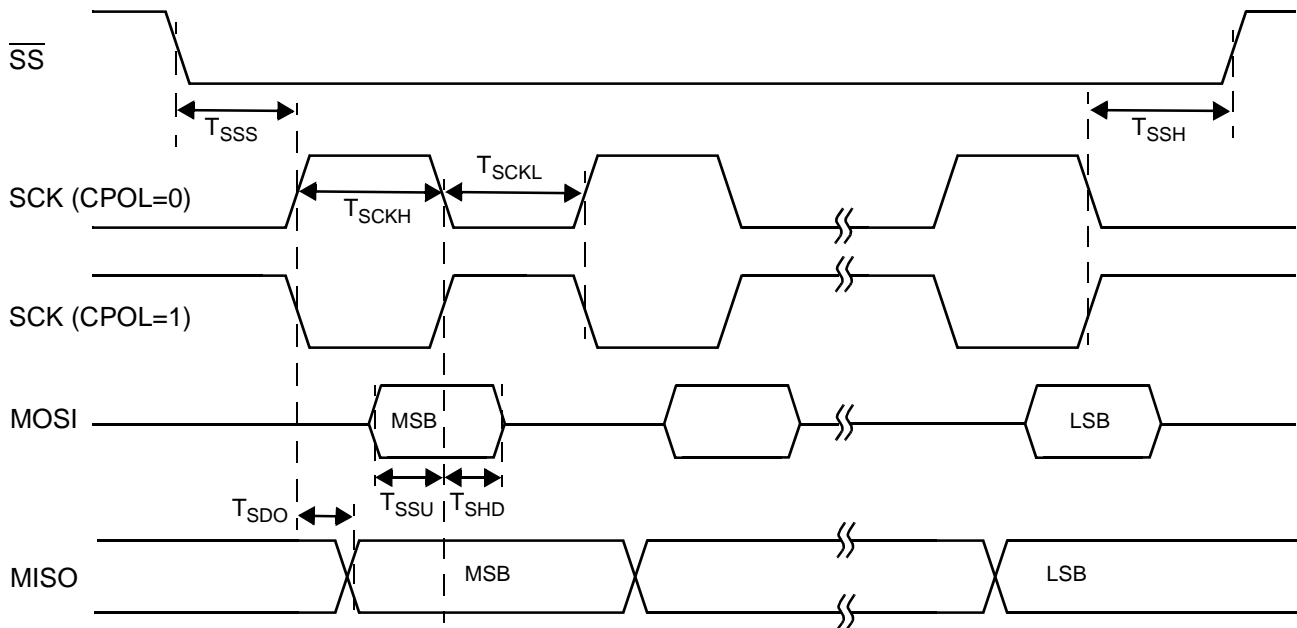 SS
TSSS
TSSH
SCK (CPOL=0)
TSCKH
TSCKL
SCK (CPOL=1)
MOSI
MSB
LSB
TSSU
TSHD
TSDO
MISO
MSB
LSB